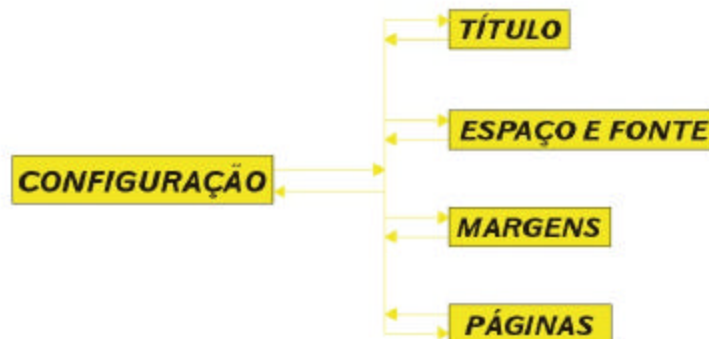 TÍTULO
ESPAÇO E FONTE
CONFIGURAÇÃO
MARGENS
PÁGINAS